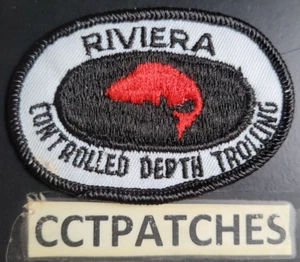 RIVIERA
CONTROLLED DEPTH TROLLING
CCTPATCHES